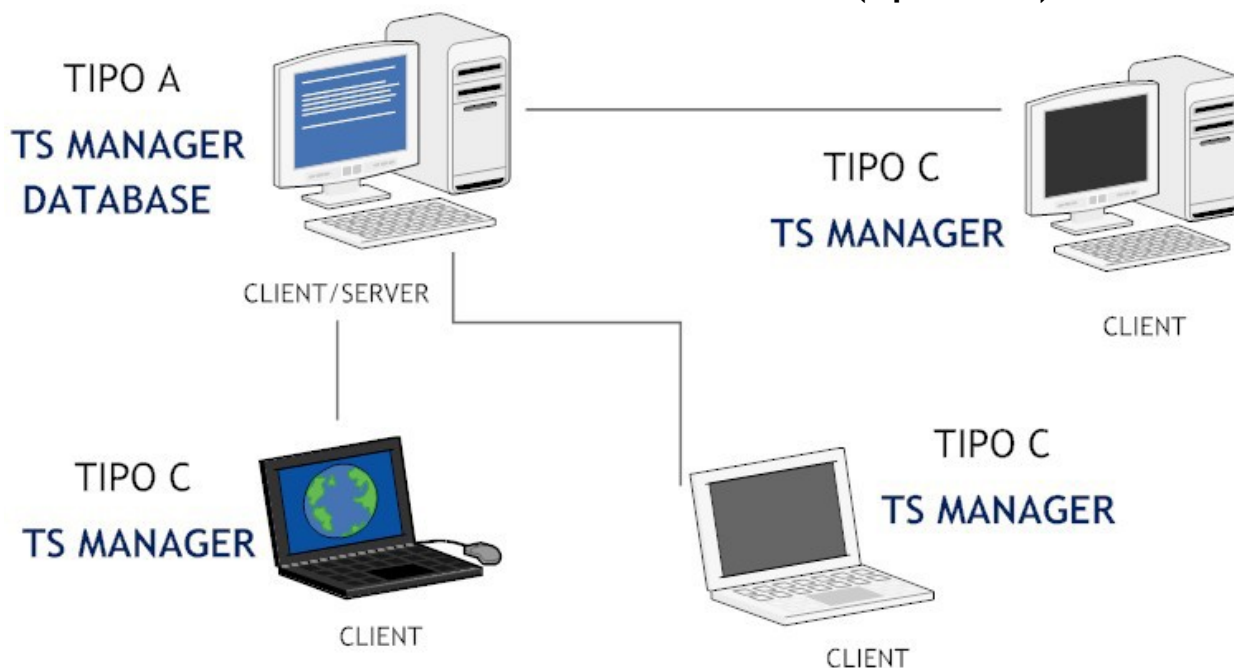 TIPO A
TS MANAGER
DATABASE
CLIENT/SERVER
TIPO C
TS MANAGER
CLIENT
TIPO C
TS MANAGER
CLIENT
TIPO C
TS MANAGER
CLIENT